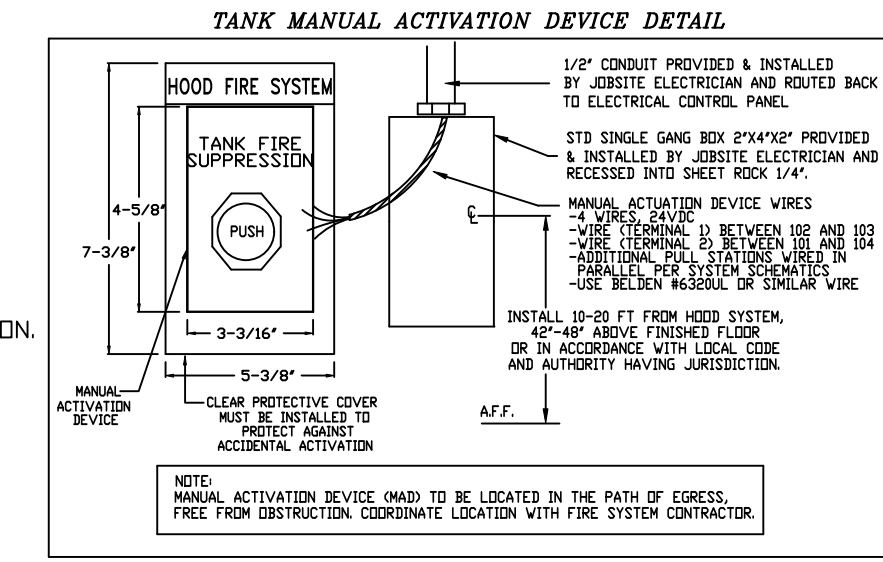 TANK MANUAL ACTIVATION DEVICE DETAIL
HOOD FIRE SYSTEM
TANK FIRE
SUPPRESSION
PUSH
4-5/8"
7-3/8"
3-3/16"
5-3/8"
ON.
MANUAL
ACTIVATION
DEVICE
CLEAR PROTECTIVE COVER
MUST BE INSTALLED TO
PROTECT AGAINST
ACCIDENTAL ACTIVATION
1/2" CONDUIT PROVIDED & INSTALLED
BY JOBSITE ELECTRICIAN AND ROUTED BACK
TO ELECTRICAL CONTROL PANEL
STD SINGLE GANG BOX 2"X4"X2" PROVIDED
& INSTALLED BY JOBSITE ELECTRICIAN AND
RECESSED INTO SHEET ROCK 1/4".
MANUAL ACTUATION DEVICE WIRES
-4 WIRES, 24VDC
-WIRE (TERMINAL 1) BETWEEN 102 AND 103
-WIRE (TERMINAL 2) BETWEEN 101 AND 104
-ADDITIONAL PULL STATIONS WIRED IN
PARALLEL PER SYSTEM SCHEMATICS
-USE BELDEN #6320UL OR SIMILAR WIRE
℄
INSTALL 10-20 FT FROM HOOD SYSTEM,
42"-48" ABOVE FINISHED FLOOR
OR IN ACCORDANCE WITH LOCAL CODE
AND AUTHORITY HAVING JURISDICTION.
A.F.F.
NOTE:
MANUAL ACTIVATION DEVICE (MAD) TO BE LOCATED IN THE PATH OF EGRESS,
FREE FROM OBSTRUCTION. COORDINATE LOCATION WITH FIRE SYSTEM CONTRACTOR.